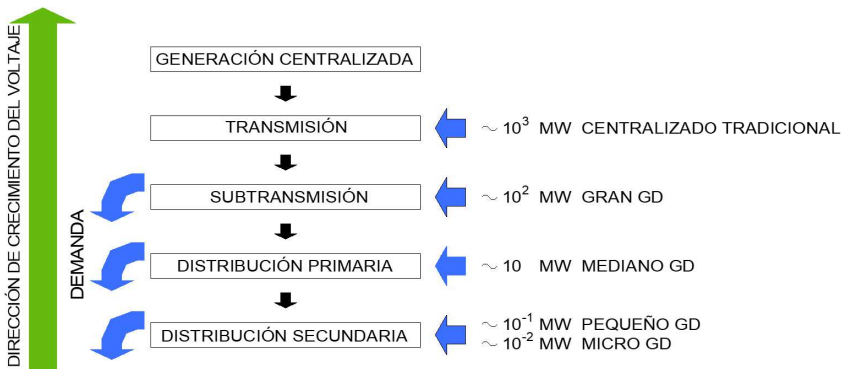 DIRECCIÓN DE CRECIMIENTO DEL VOLTAJE
DEMANDA
GENERACIÓN CENTRALIZADA
TRANSMISIÓN
~ 10³ MW CENTRALIZADO TRADICIONAL
SUBTRANSMISIÓN
~ 10² MW GRAN GD
DISTRIBUCIÓN PRIMARIA
~ 10 MW MEDIANO GD
DISTRIBUCIÓN SECUNDARIA
~ 10⁻¹ MW PEQUEÑO GD
~ 10⁻² MW MICRO GD